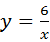 y = 6/x